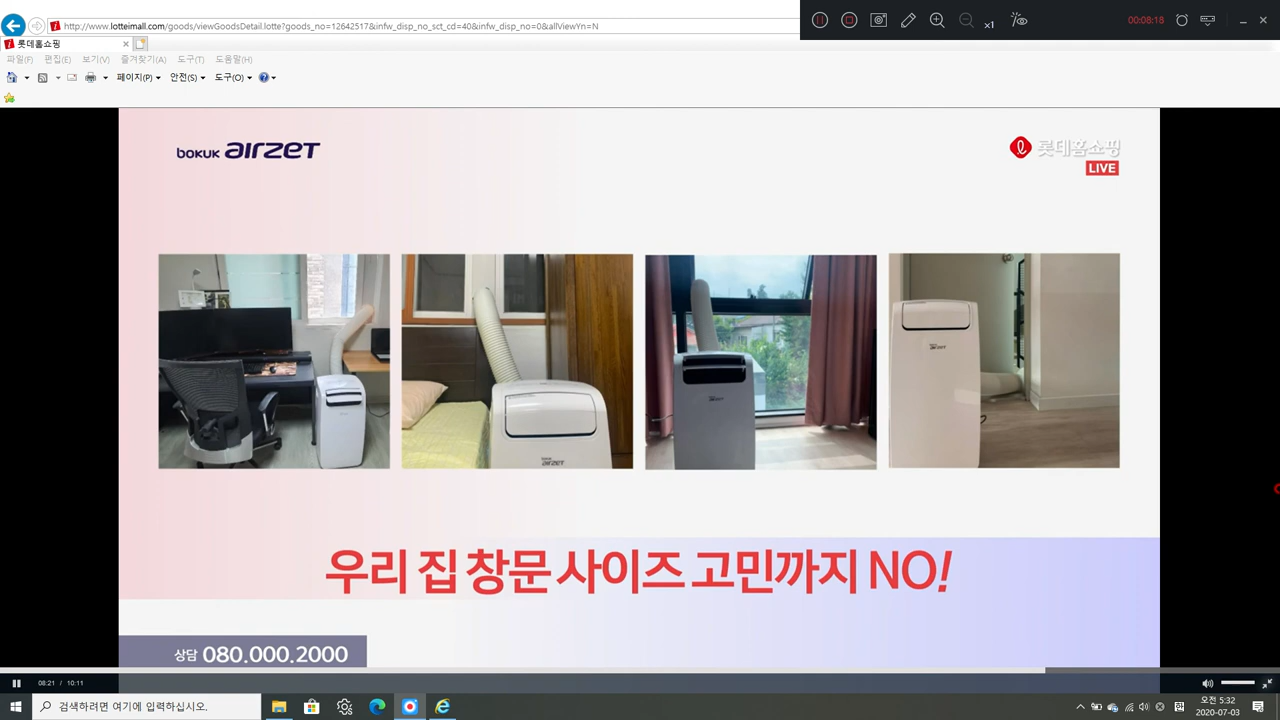 http://www.lotteimall.com/goods/viewGoodsDetail.lotte?goods_no=12642517&infw_disp_no_sct_cd=40&infw_disp_no=0&allViewYn=N
x1
00:08:18
롯데홈쇼핑
파일(F) 편집(E) 보기(V) 즐겨찾기(A) 도구(T) 도움말(H)
페이지(P) 안전(S) 도구(O)
bokuk airzet
롯데홈쇼핑
LIVE
bokuk
airzet
airzet
airzet
우리 집 창문 사이즈 고민까지 NO!
상담 080.000.2000
08:21 / 10:11
검색하려면 여기에 입력하십시오.
오전 5:32
2020-07-03